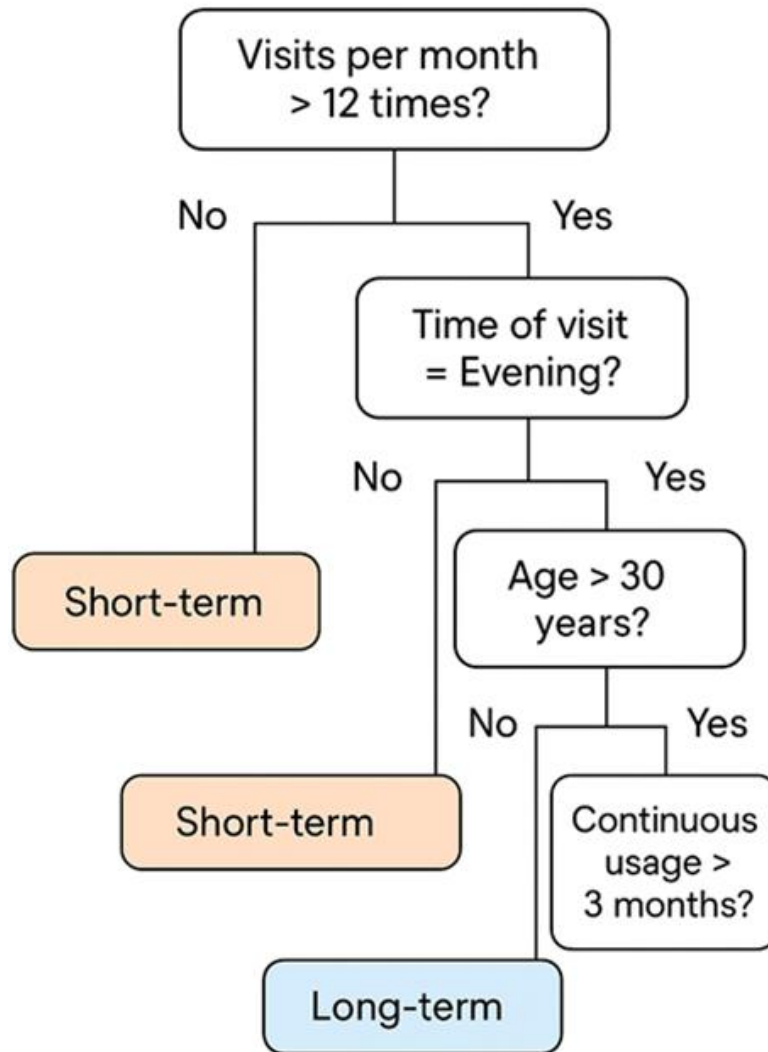 Visits per month
> 12 times?
No
Yes
Time of visit
= Evening?
No
Yes
Short-term
Age > 30
years?
No
Yes
Short-term
Continuous
usage >
3 months?
Long-term